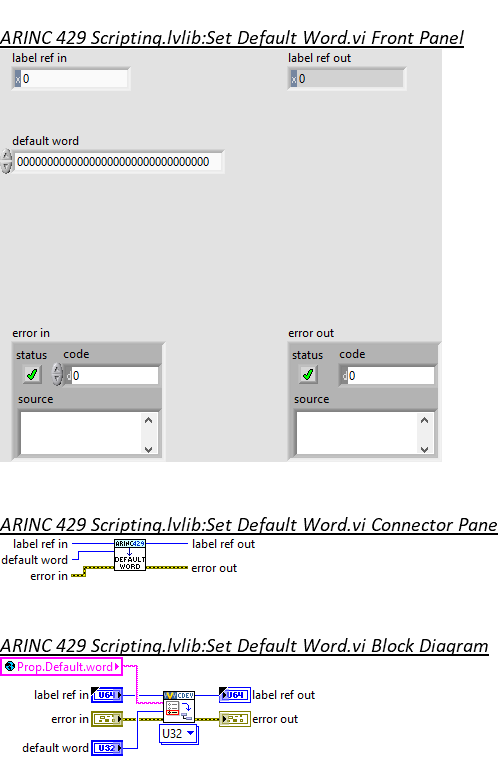 ARINC 429 Scripting.lvlib:Set Default Word.vi Front Panel
label ref in
label ref out
x 0
x 0
default word
00000000000000000000000000000000
error in
error out
status code
status code
d 0
d 0
source
source
ARINC 429 Scripting.lvlib:Set Default Word.vi Connector Pane
label ref in
ARINC429
label ref out
default word
DEFAULT
WORD
error in
error out
ARINC 429 Scripting.lvlib:Set Default Word.vi Block Diagram
Prop.Default.word
label ref in
U64
CDEV
U64
label ref out
error in
error out
U32
default word
U32